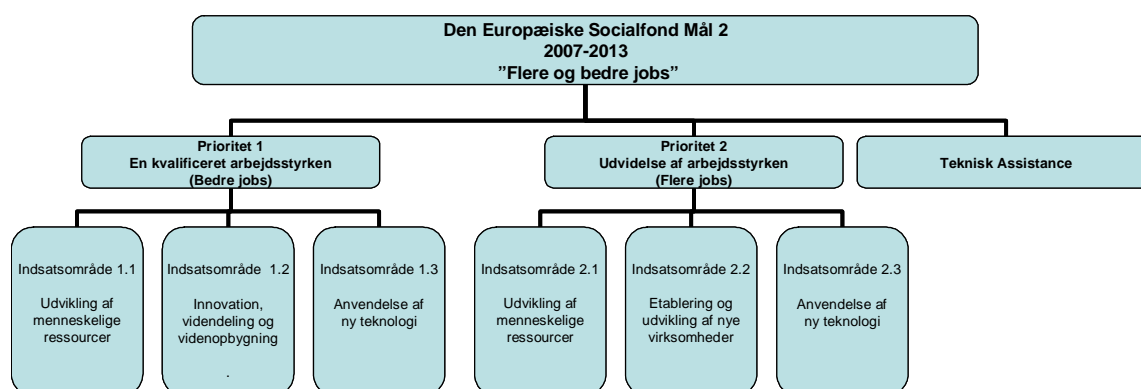 Den Europæiske Socialfond Mål 2
2007-2013
”Flere og bedre jobs”
Prioritet 1
En kvalificeret arbejdsstyrken
(Bedre jobs)
Prioritet 2
Udvidelse af arbejdsstyrken
(Flere jobs)
Teknisk Assistance
Indsatsområde 1.1
Udvikling af
menneskelige
ressourcer
Indsatsområde 1.2
Innovation,
videndeling og
videnopbygning
.
Indsatsområde 1.3
Anvendelse af
ny teknologi
Indsatsområde 2.1
Udvikling af
menneskelige
ressourcer
Indsatsområde 2.2
Etablering og
udvikling af nye
virksomheder
Indsatsområde 2.3
Anvendelse af
ny teknologi